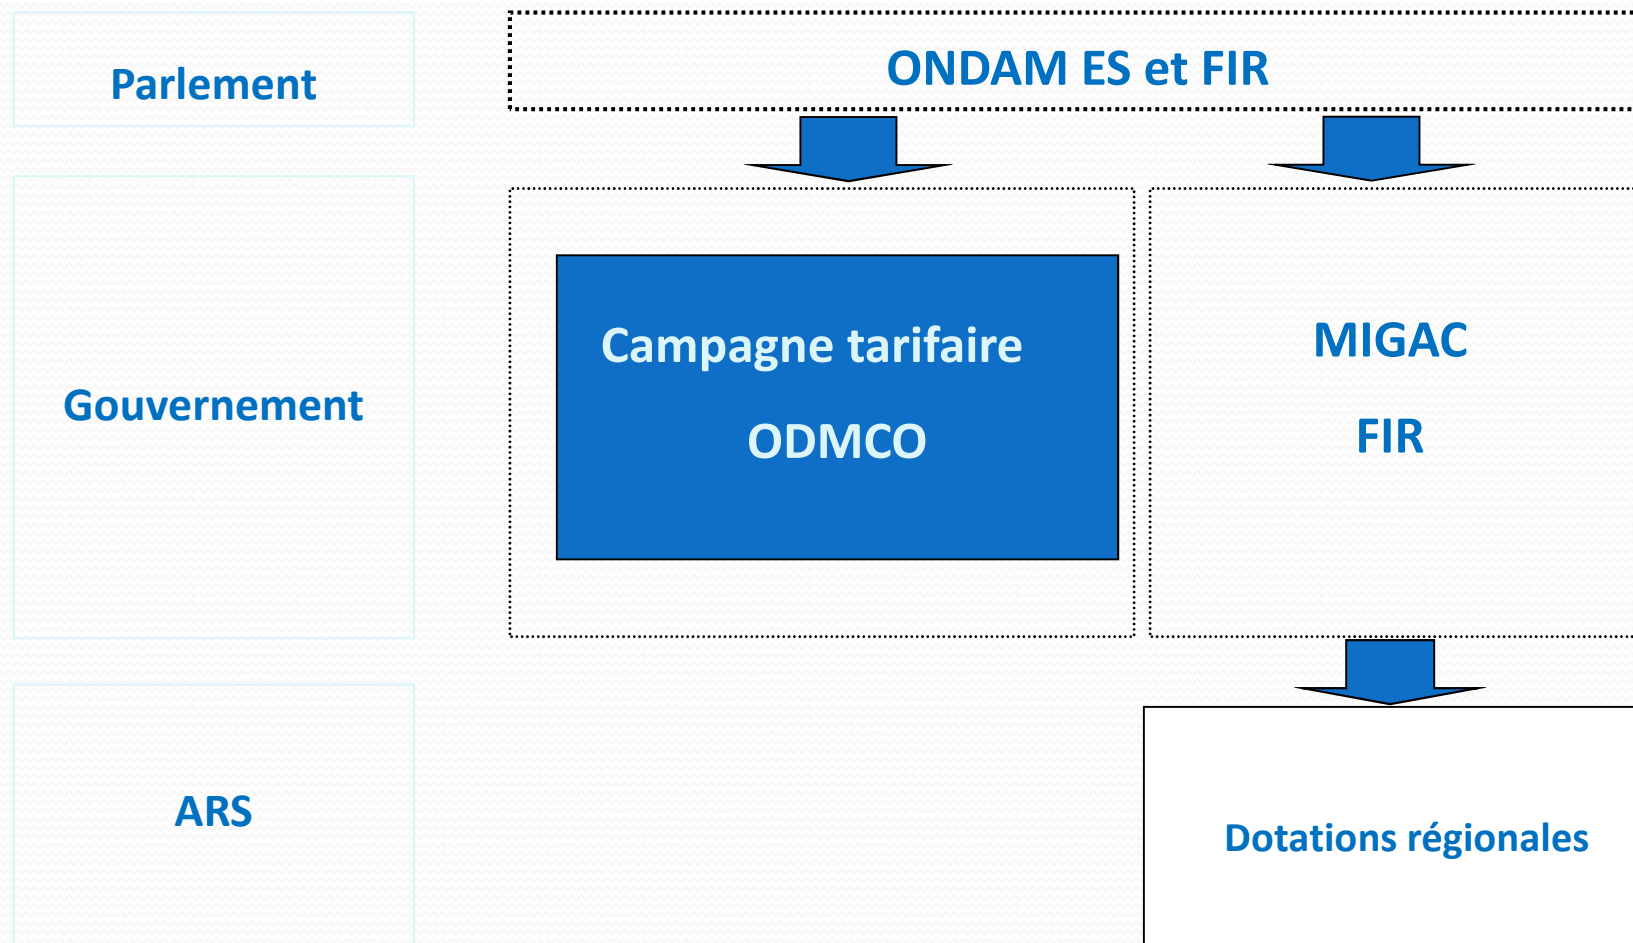 Parlement
ONDAM ES et FIR
Gouvernement
Campagne tarifaire
ODMCO
MIGAC
FIR
ARS
Dotations régionales